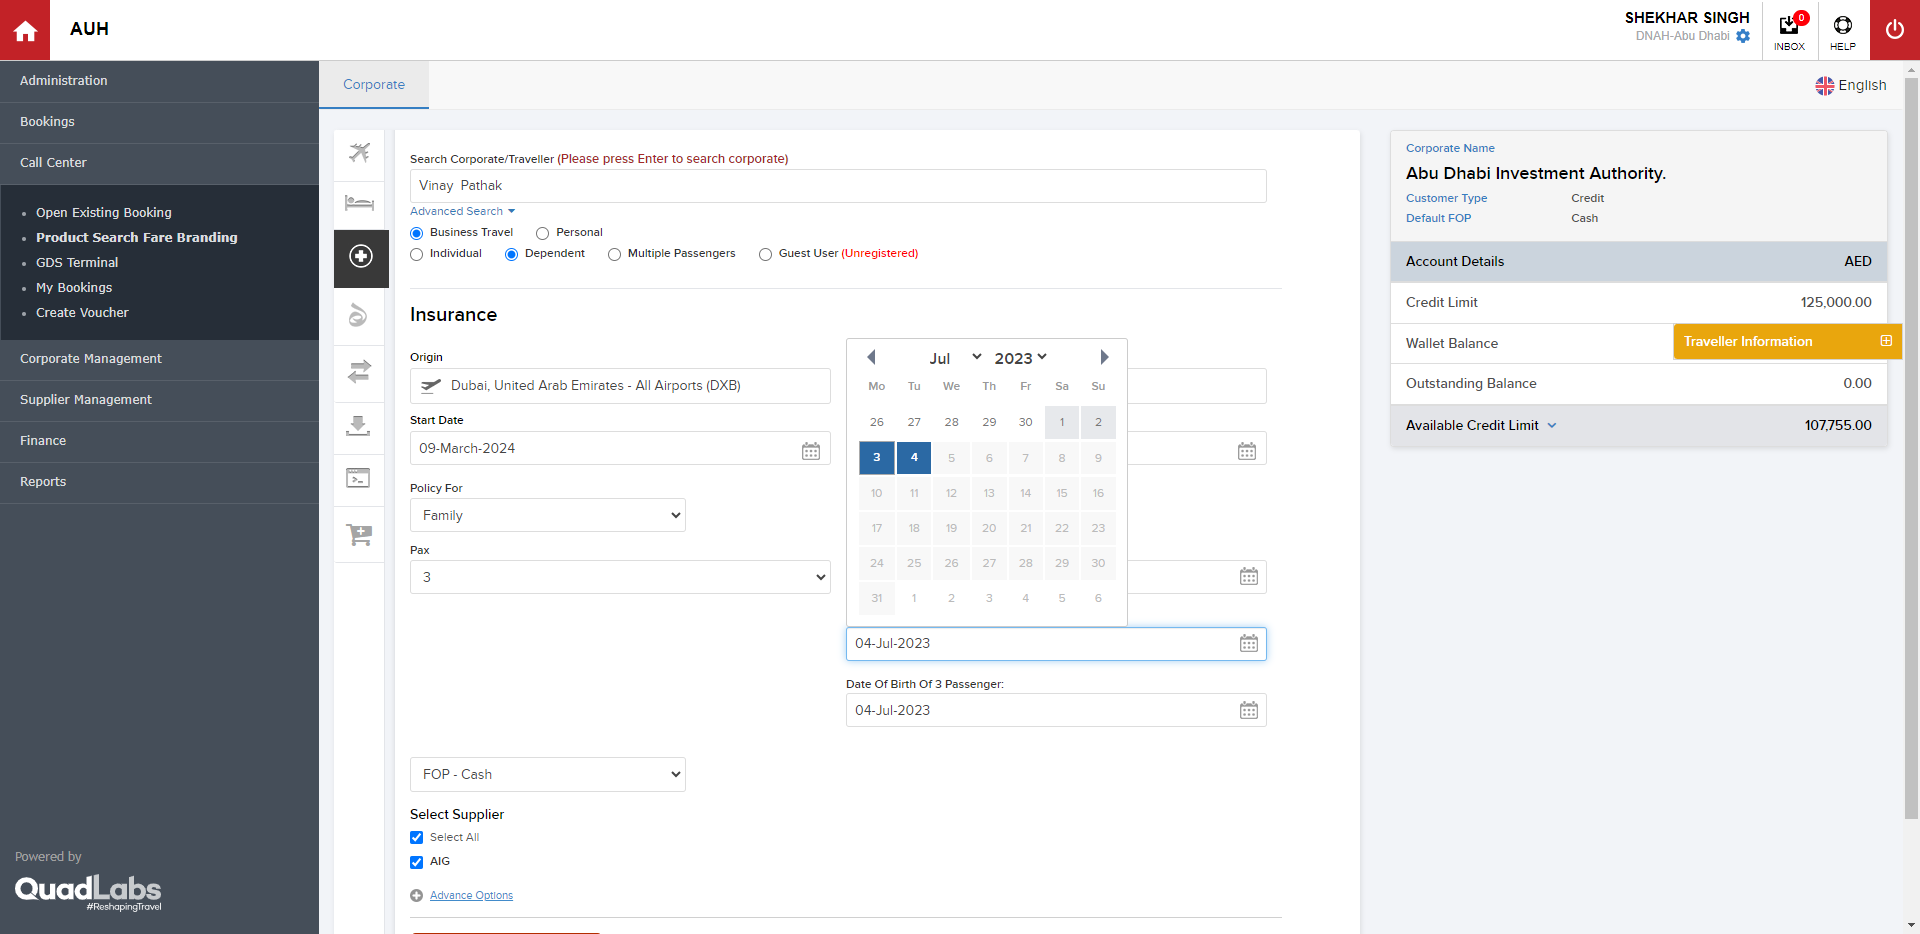 AUH
SHEKHAR SINGH
DNAH-Abu Dhabi
0
INBOX
HELP
Administration
Bookings
Call Center
Open Existing Booking
Product Search Fare Branding
GDS Terminal
My Bookings
Create Voucher
Corporate Management
Supplier Management
Finance
Reports
Powered by
QuadLabs
#ReshapingTravel
Corporate
English
Search Corporate/Traveller (Please press Enter to search corporate)
Vinay Pathak
Advanced Search
Business Travel Personal
Individual Dependent Multiple Passengers Guest User (Unregistered)
Insurance
Origin
Dubai, United Arab Emirates - All Airports (DXB)
Start Date
09-March-2024
Policy For
Family
Pax
3
Jul 2023
Mo Tu We Th Fr Sa Su
26 27 28 29 30 1 2
3 4 5 6 7 8 9
10 11 12 13 14 15 16
17 18 19 20 21 22 23
24 25 26 27 28 29 30
31 1 2 3 4 5 6
04-Jul-2023
Date Of Birth Of 3 Passenger:
04-Jul-2023
FOP - Cash
Select Supplier
Select All
AIG
Advance Options
Corporate Name
Abu Dhabi Investment Authority.
Customer Type Credit
Default FOP Cash
Account Details AED
Credit Limit 125,000.00
Wallet Balance
Traveller Information
Outstanding Balance 0.00
Available Credit Limit 107,755.00